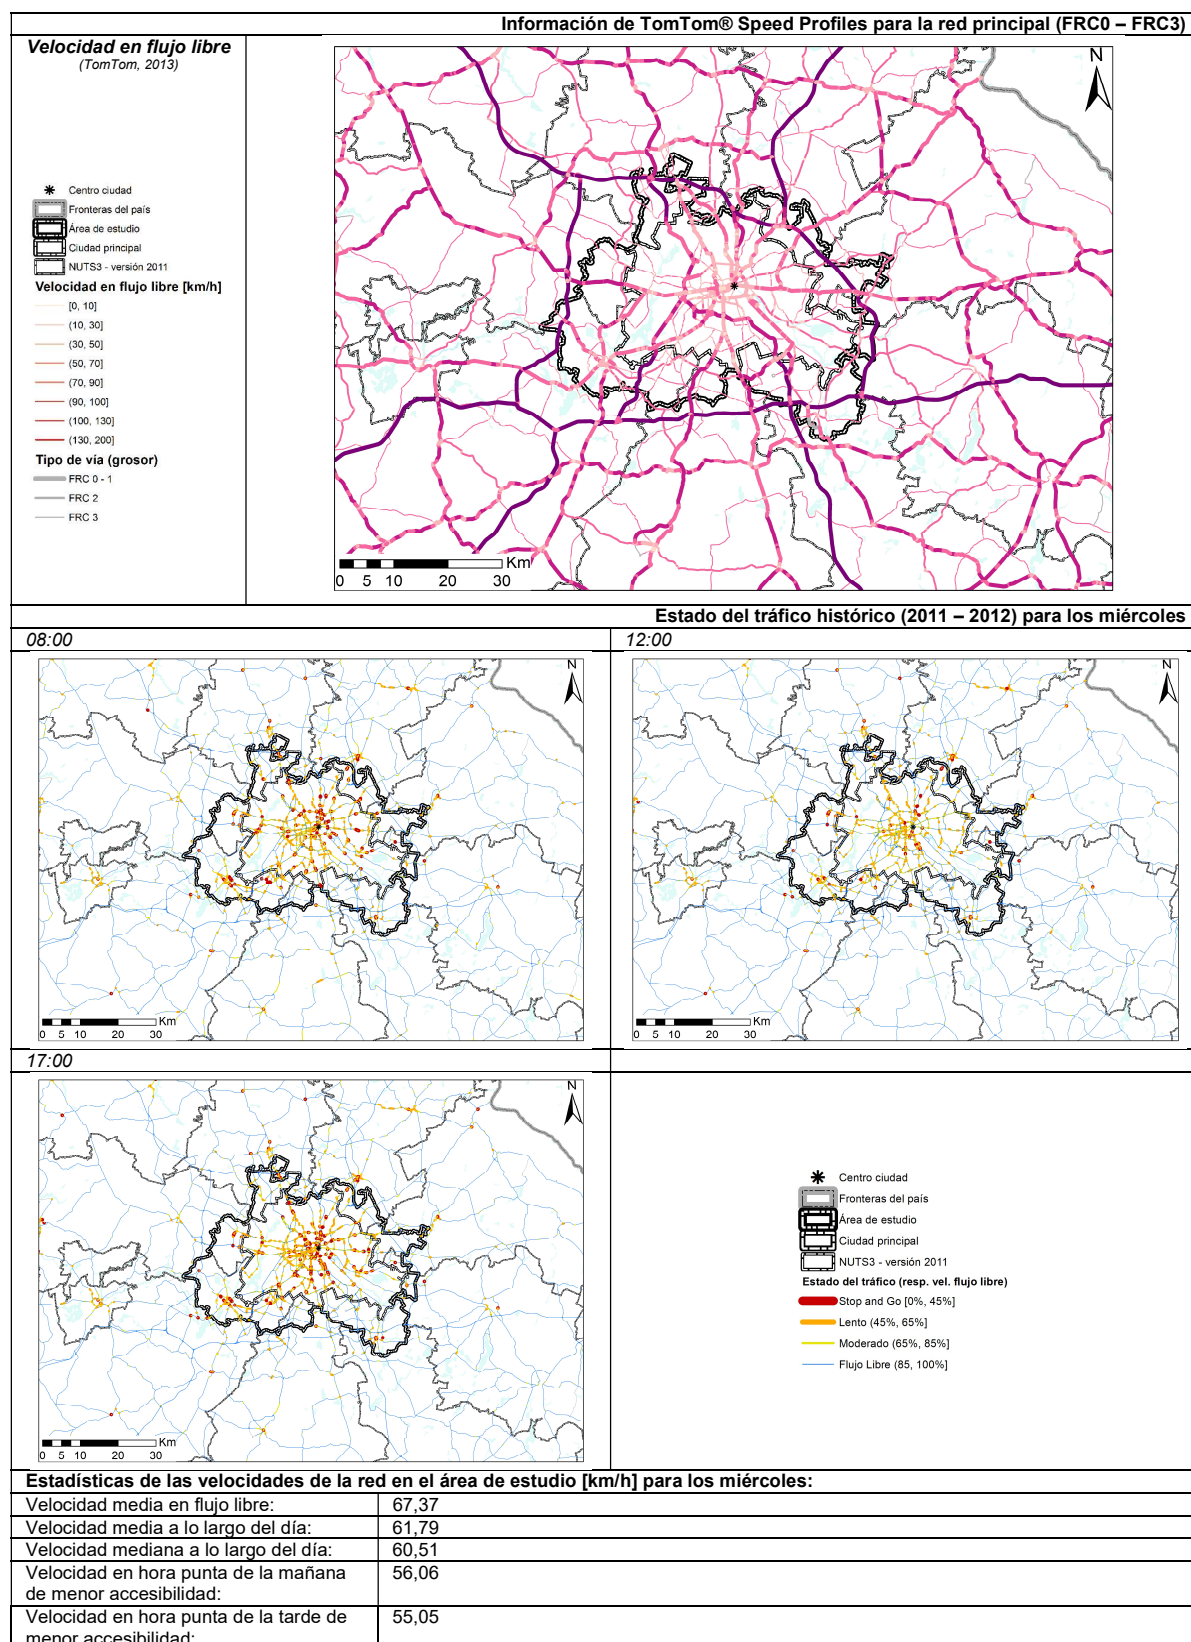 Información de TomTom® Speed Profiles para la red principal (FRC0 – FRC3)
Velocidad en flujo libre
(TomTom, 2013)
Centro ciudad
Fronteras del país
Área de estudio
Ciudad principal
NUTS3 - versión 2011
Velocidad en flujo libre [km/h]
[0, 10]
(10, 30]
(30, 50]
(50, 70]
(70, 90]
(90, 100]
(100, 130]
(130, 200]
Tipo de vía (grosor)
FRC 0 - 1
FRC 2
FRC 3
N
Km
0 5 10 20 30
Estado del tráfico histórico (2011 – 2012) para los miércoles
08:00
12:00
N
Km
0 5 10 20 30
N
Km
0 5 10 20 30
17:00
N
Km
0 5 10 20 30
Centro ciudad
Fronteras del país
Área de estudio
Ciudad principal
NUTS3 - versión 2011
Estado del tráfico (resp. vel. flujo libre)
Stop and Go [0%, 45%]
Lento (45%, 65%]
Moderado (65%, 85%]
Flujo Libre (85, 100%]
Estadísticas de las velocidades de la red en el área de estudio [km/h] para los miércoles:
Velocidad media en flujo libre: 67,37
Velocidad media a lo largo del día: 61,79
Velocidad mediana a lo largo del día: 60,51
Velocidad en hora punta de la mañana 56,06
de menor accesibilidad:
Velocidad en hora punta de la tarde de 55,05
menor accesibilidad: